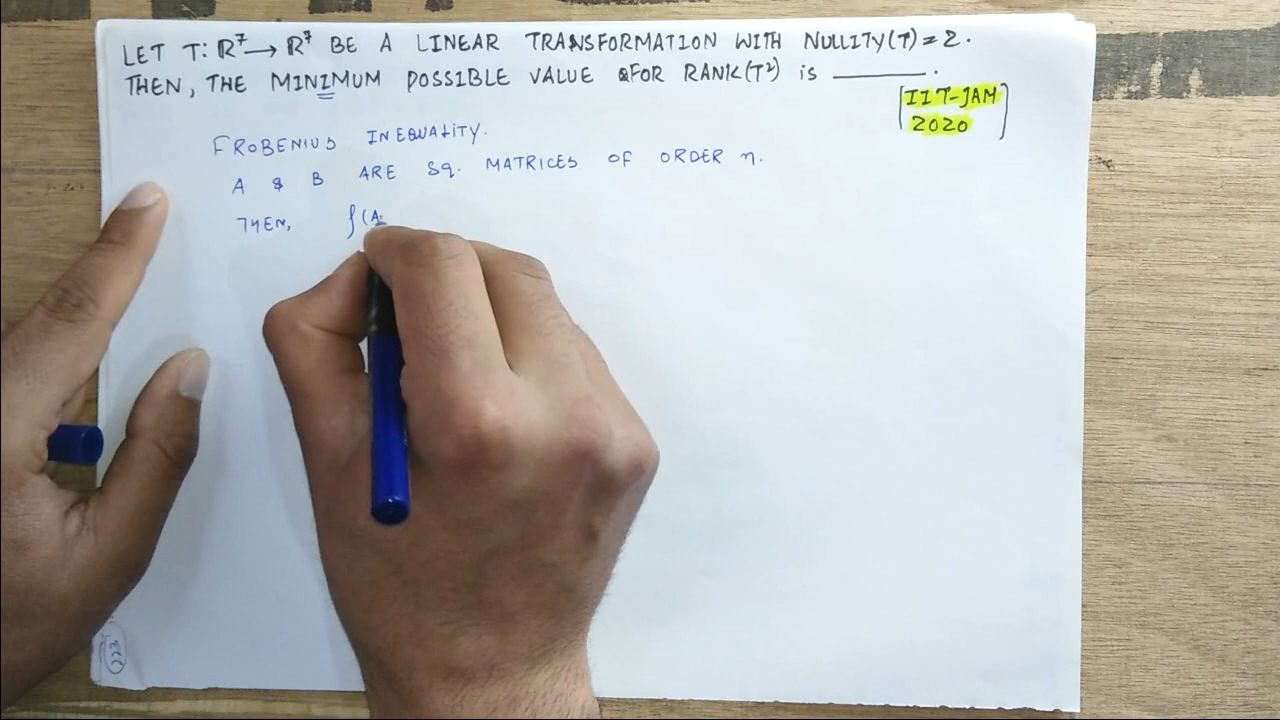 LET T: ℝ⁷ → ℝ⁷ BE A LINEAR TRANSFORMATION WITH NULLITY(T) = 2.
THEN, THE MINIMUM POSSIBLE VALUE FOR RANK(T²) is ______.
[IIT-JAM
2020]
FROBENIUS INEQUALITY.
A & B ARE Sq. MATRICES OF ORDER n.
THEN, ρ(A